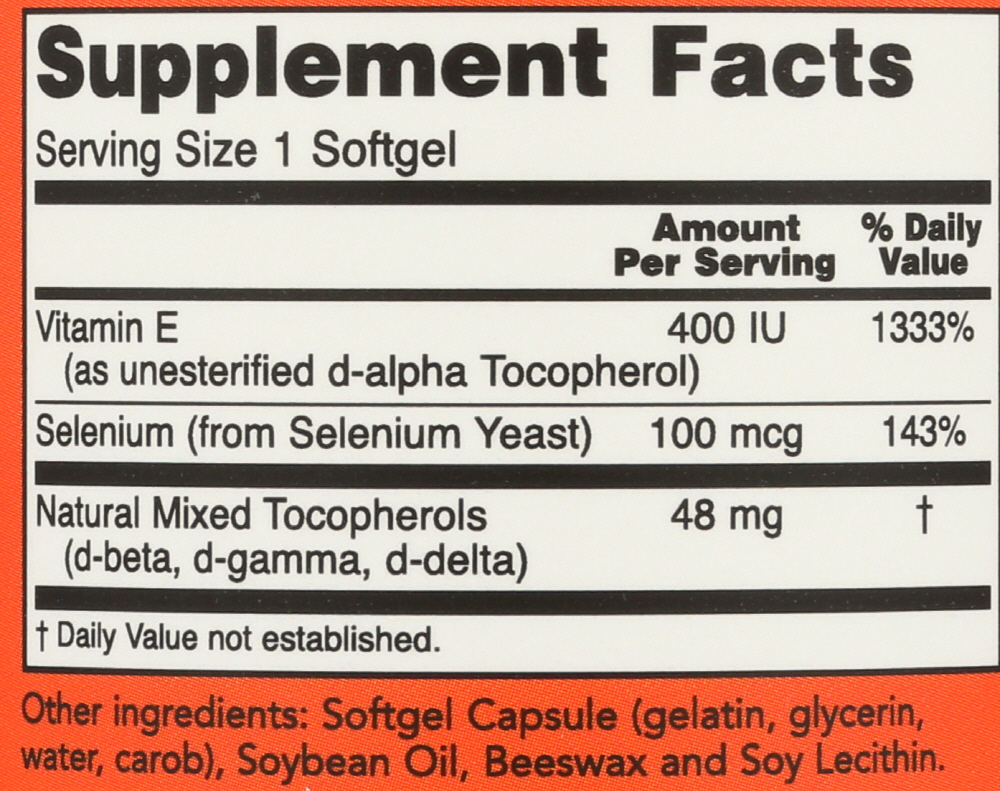 Supplement Facts
Serving Size 1 Softgel
Amount Per Serving % Daily Value
Vitamin E 400 IU 1333%
(as unesterified d-alpha Tocopherol)
Selenium (from Selenium Yeast) 100 mcg 143%
Natural Mixed Tocopherols 48 mg †
(d-beta, d-gamma, d-delta)
† Daily Value not established.
Other ingredients: Softgel Capsule (gelatin, glycerin,
water, carob), Soybean Oil, Beeswax and Soy Lecithin.